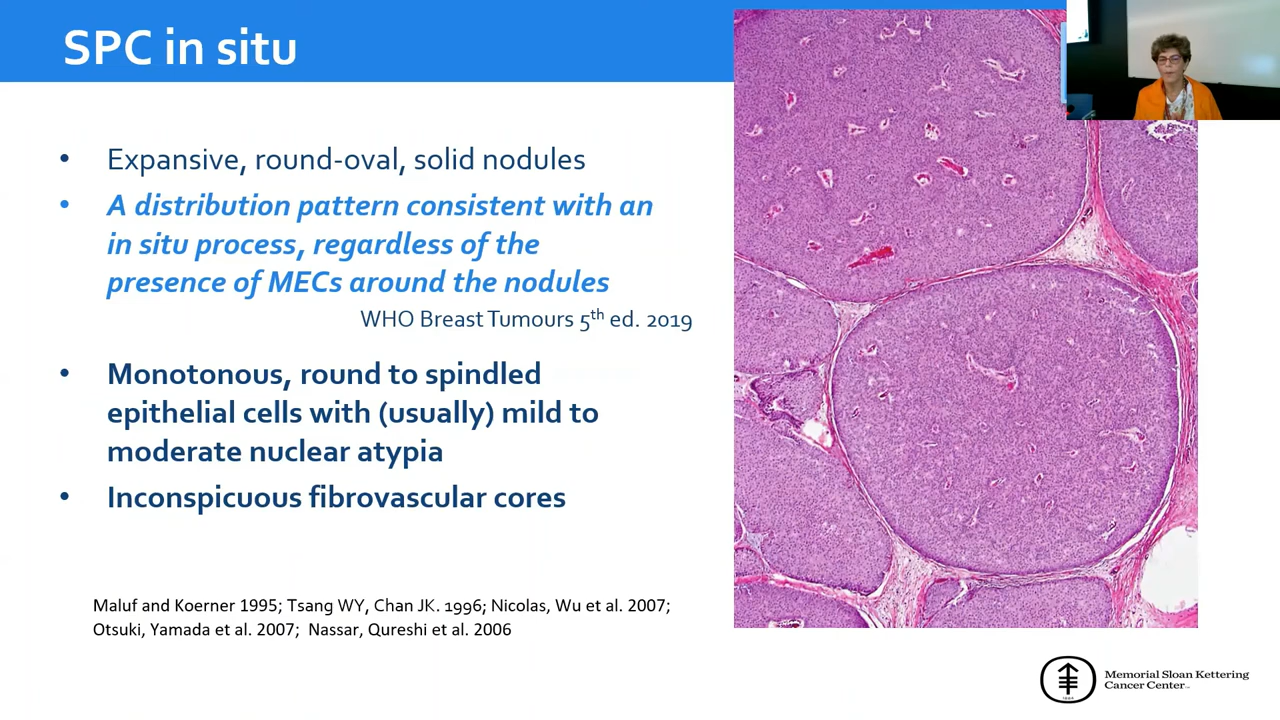 SPC in situ
• Expansive, round-oval, solid nodules
• A distribution pattern consistent with an
in situ process, regardless of the
presence of MECs around the nodules
WHO Breast Tumours 5th ed. 2019
• Monotonous, round to spindled
epithelial cells with (usually) mild to
moderate nuclear atypia
• Inconspicuous fibrovascular cores
Maluf and Koerner 1995; Tsang WY, Chan JK. 1996; Nicolas, Wu et al. 2007;
Otsuki, Yamada et al. 2007; Nassar, Qureshi et al. 2006
Memorial Sloan Kettering
Cancer Center